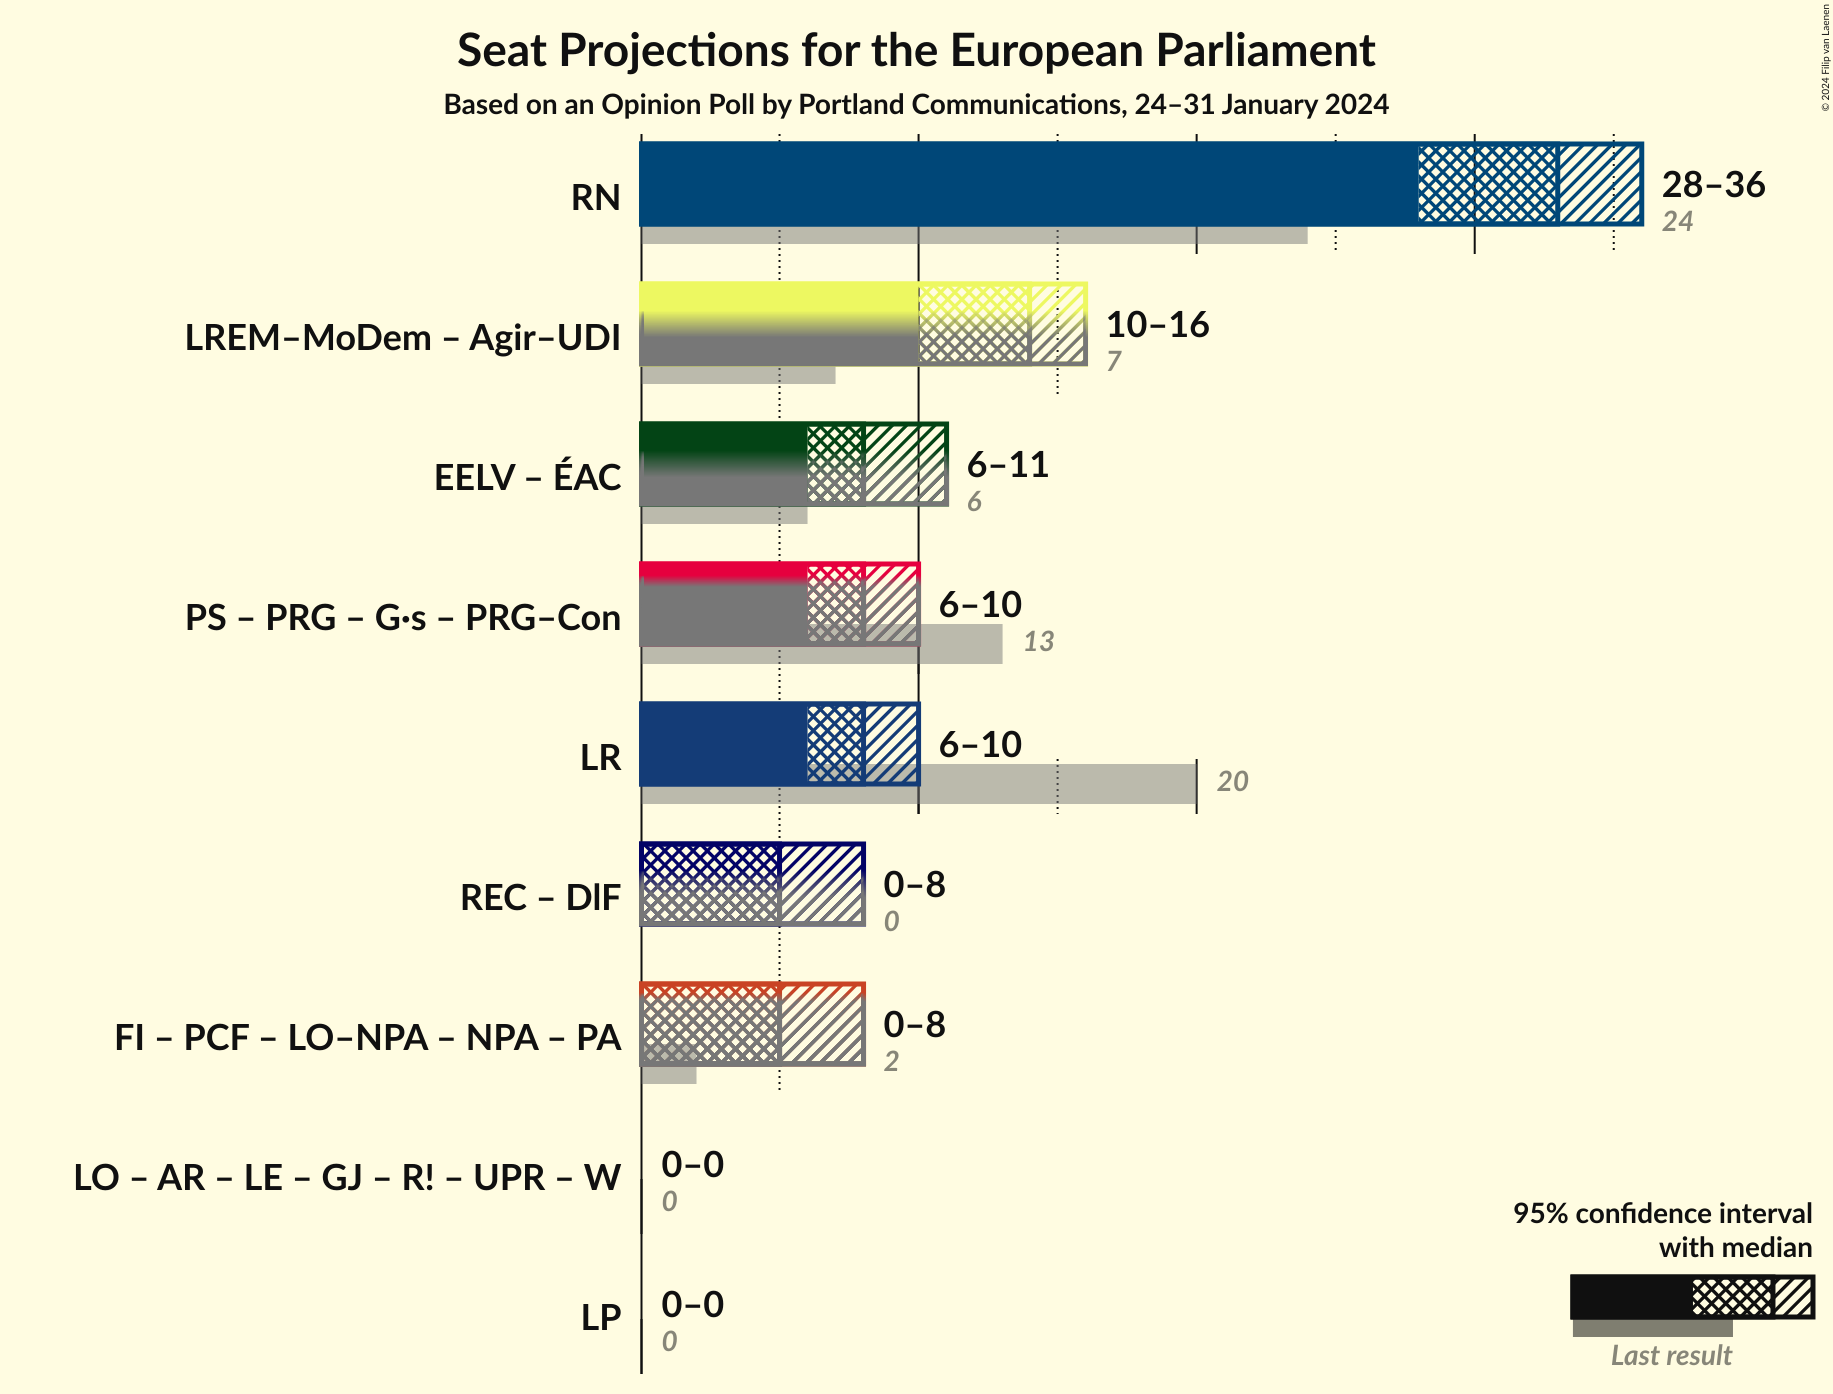 Seat Projections for the European Parliament
Based on an Opinion Poll by Portland Communications, 24–31 January 2024
© 2024 Filip van Laenen
RN
28–36
24
LREM–MoDem – Agir–UDI
10–16
7
EELV – ÉAC
6–11
6
PS – PRG – G·s – PRG–Con
6–10
13
LR
6–10
20
REC – DlF
0–8
0
FI – PCF – LO–NPA – NPA – PA
0–8
2
LO – AR – LE – GJ – R! – UPR – W
0–0
0
LP
0–0
0
95% confidence interval
with median
Last result